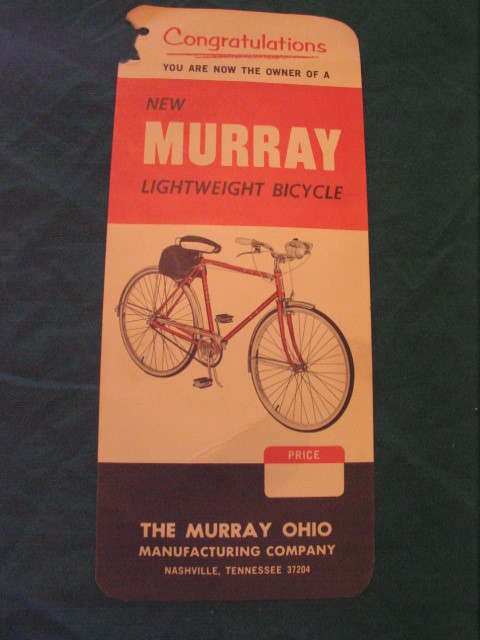 Congratulations
YOU ARE NOW THE OWNER OF A
NEW
MURRAY
LIGHTWEIGHT BICYCLE
PRICE
THE MURRAY OHIO
MANUFACTURING COMPANY
NASHVILLE, TENNESSEE 37204